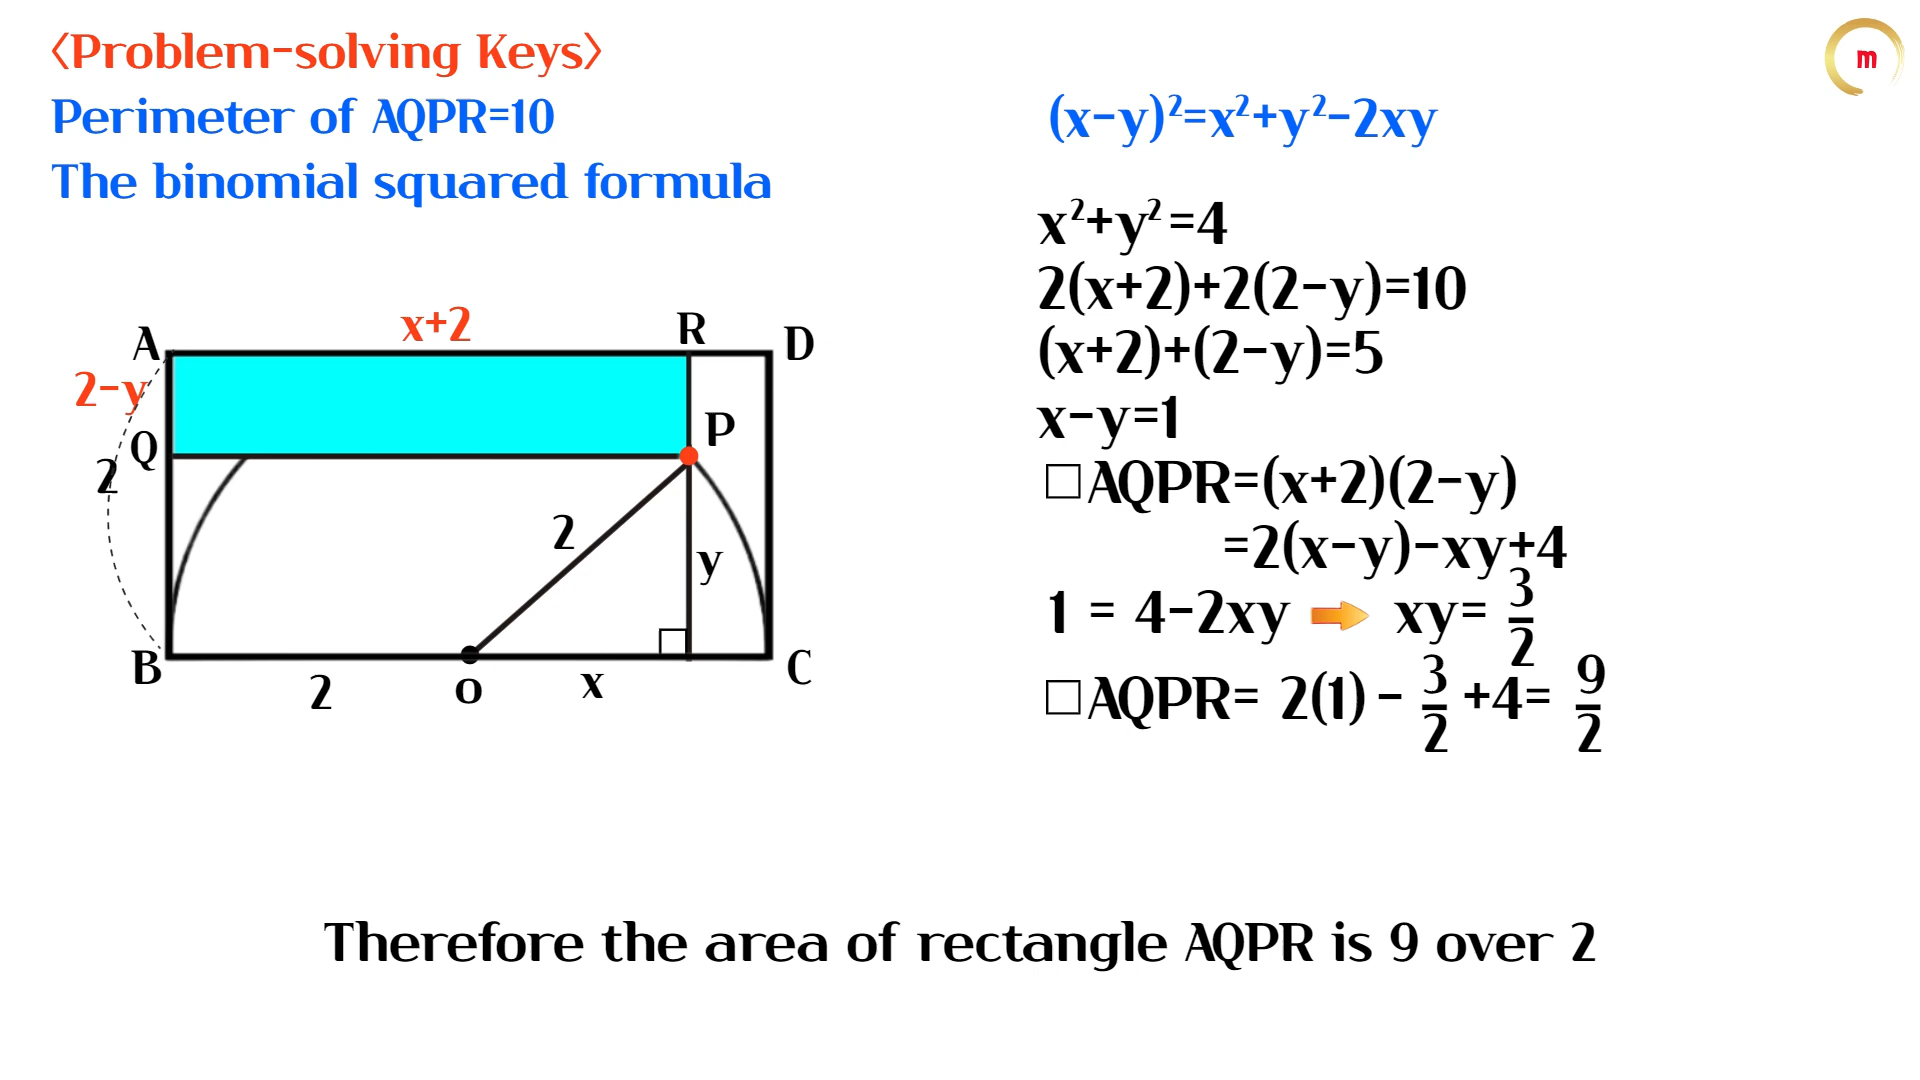 〈Problem-solving Keys〉
Perimeter of AQPR=10
The binomial squared formula
m
(x-y)²=x²+y²-2xy
x²+y²=4
2(x+2)+2(2-y)=10
(x+2)+(2-y)=5
x-y=1
□AQPR=(x+2)(2-y)
=2(x-y)-xy+4
1 = 4-2xy ➡ xy= 3/2
□AQPR= 2(1) - 3/2 +4= 9/2
x+2
A
R
D
2-y
P
Q
2
2
y
B
2
o
x
C
Therefore the area of rectangle AQPR is 9 over 2